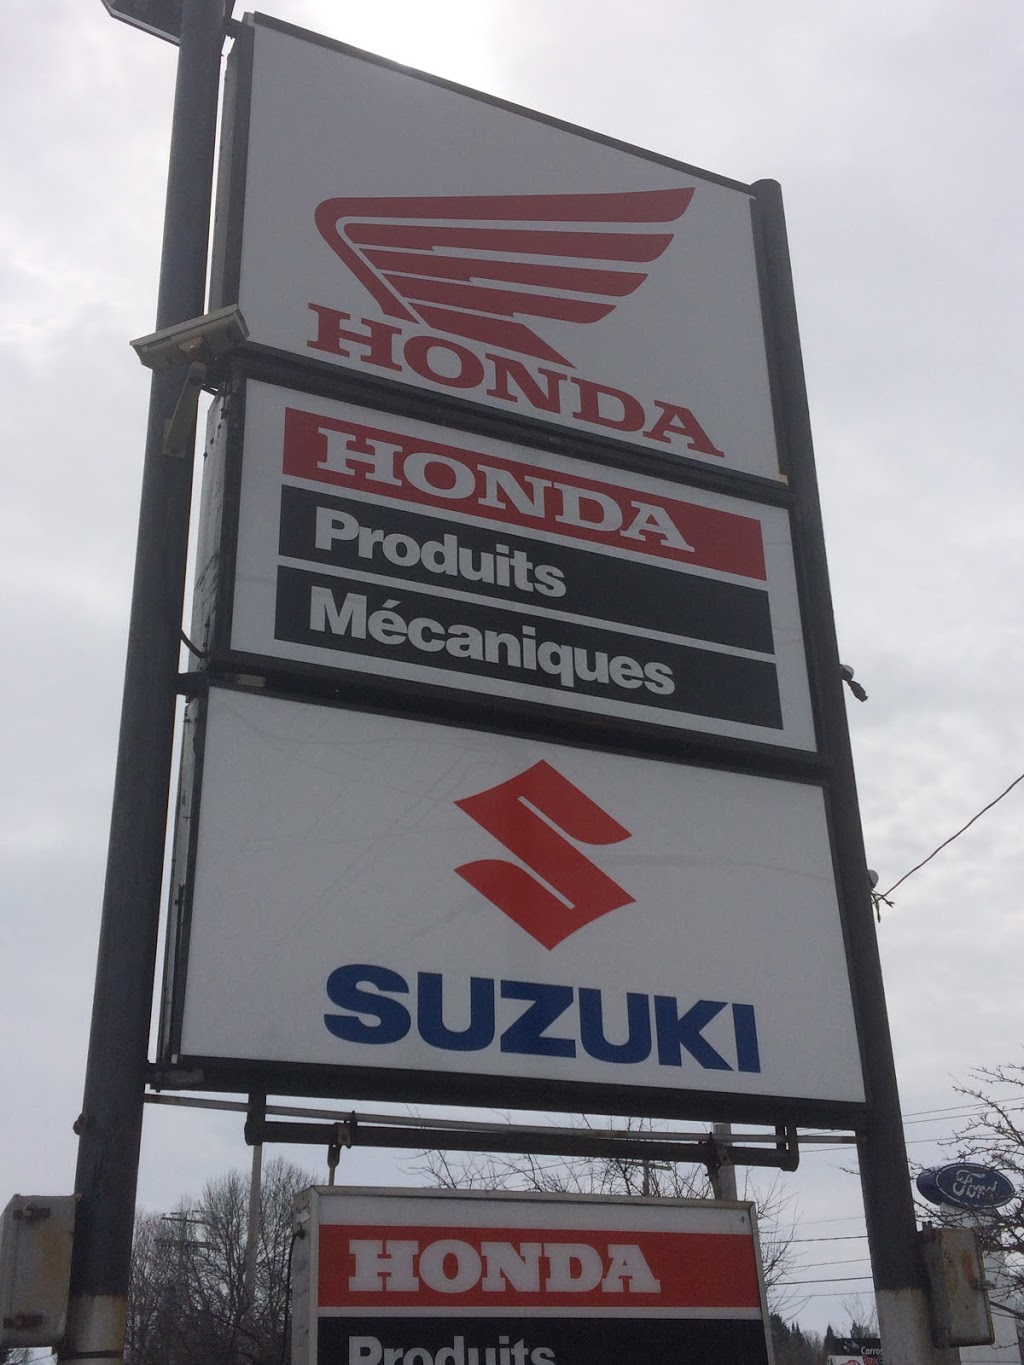 HONDA
HONDA
Produits
Mécaniques
SUZUKI
HONDA
Produits
Ford